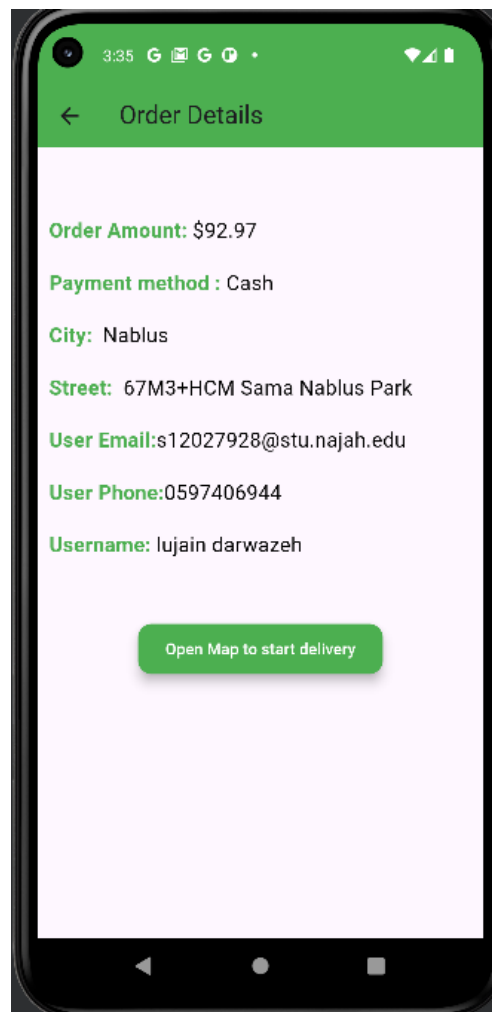 3:35 G G
Order Details
Order Amount: $92.97
Payment method : Cash
City: Nablus
Street: 67M3+HCM Sama Nablus Park
User Email:s12027928@stu.najah.edu
User Phone:0597406944
Username: lujain darwazeh
Open Map to start delivery